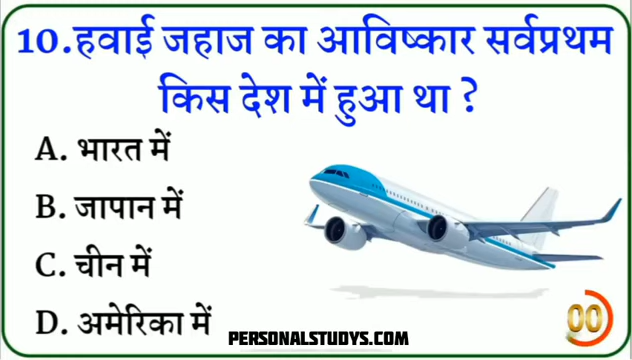 10.हवाई जहाज का आविष्कार सर्वप्रथम
किस देश में हुआ था ?
A. भारत में
B. जापान में
C. चीन में
D. अमेरिका में
PERSONALSTUDYS.COM
00